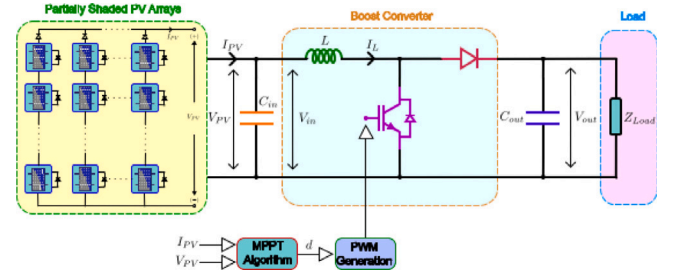 Partially Shaded PV Arrays
Boost Converter
Load
I_PV
(+)
V_PV
(-)
I_PV
V_PV
C_in
V_in
L
I_L
C_out
V_out
Z_Load
I_PV
V_PV
MPPT
Algorithm
d
PWM
Generation